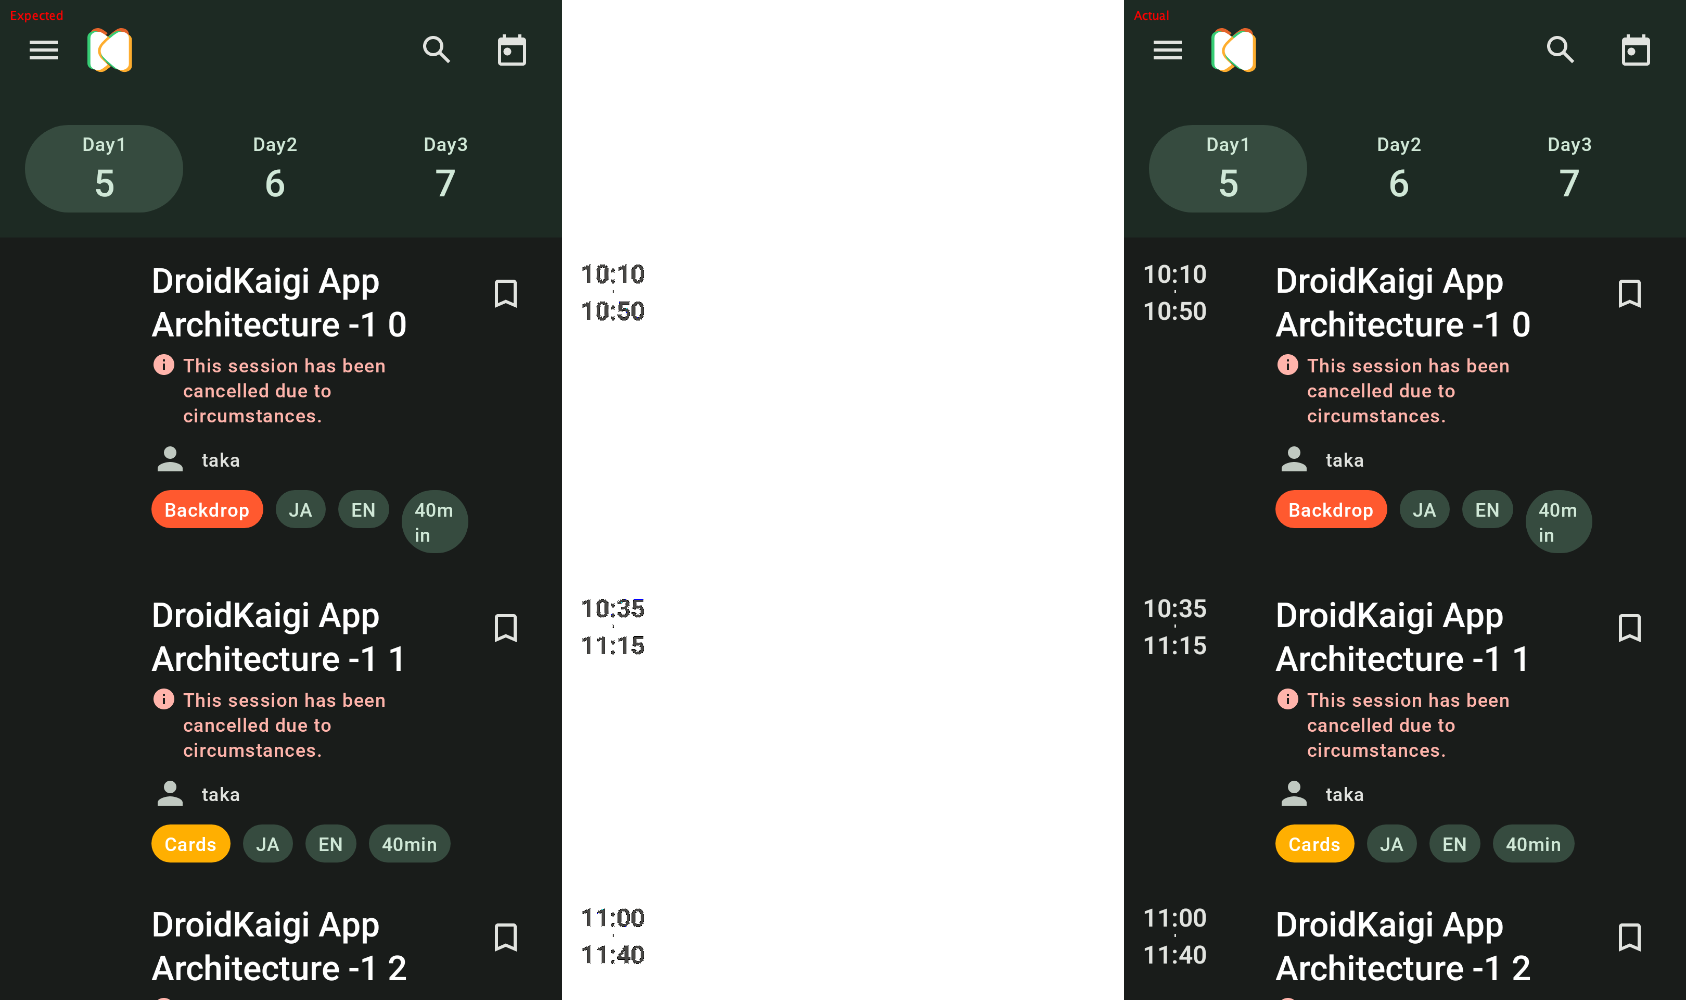 Expected
Day1
5
Day2
6
Day3
7
DroidKaigi App
Architecture -1 0
This session has been
cancelled due to
circumstances.
taka
Backdrop
JA
EN
40m
in
DroidKaigi App
Architecture -1 1
This session has been
cancelled due to
circumstances.
taka
Cards
JA
EN
40min
DroidKaigi App
Architecture -1 2
10:10
10:50
10:35
11:15
11:00
11:40
Actual
Day1
5
Day2
6
Day3
7
10:10
10:50
DroidKaigi App
Architecture -1 0
This session has been
cancelled due to
circumstances.
taka
Backdrop
JA
EN
40m
in
10:35
11:15
DroidKaigi App
Architecture -1 1
This session has been
cancelled due to
circumstances.
taka
Cards
JA
EN
40min
11:00
11:40
DroidKaigi App
Architecture -1 2